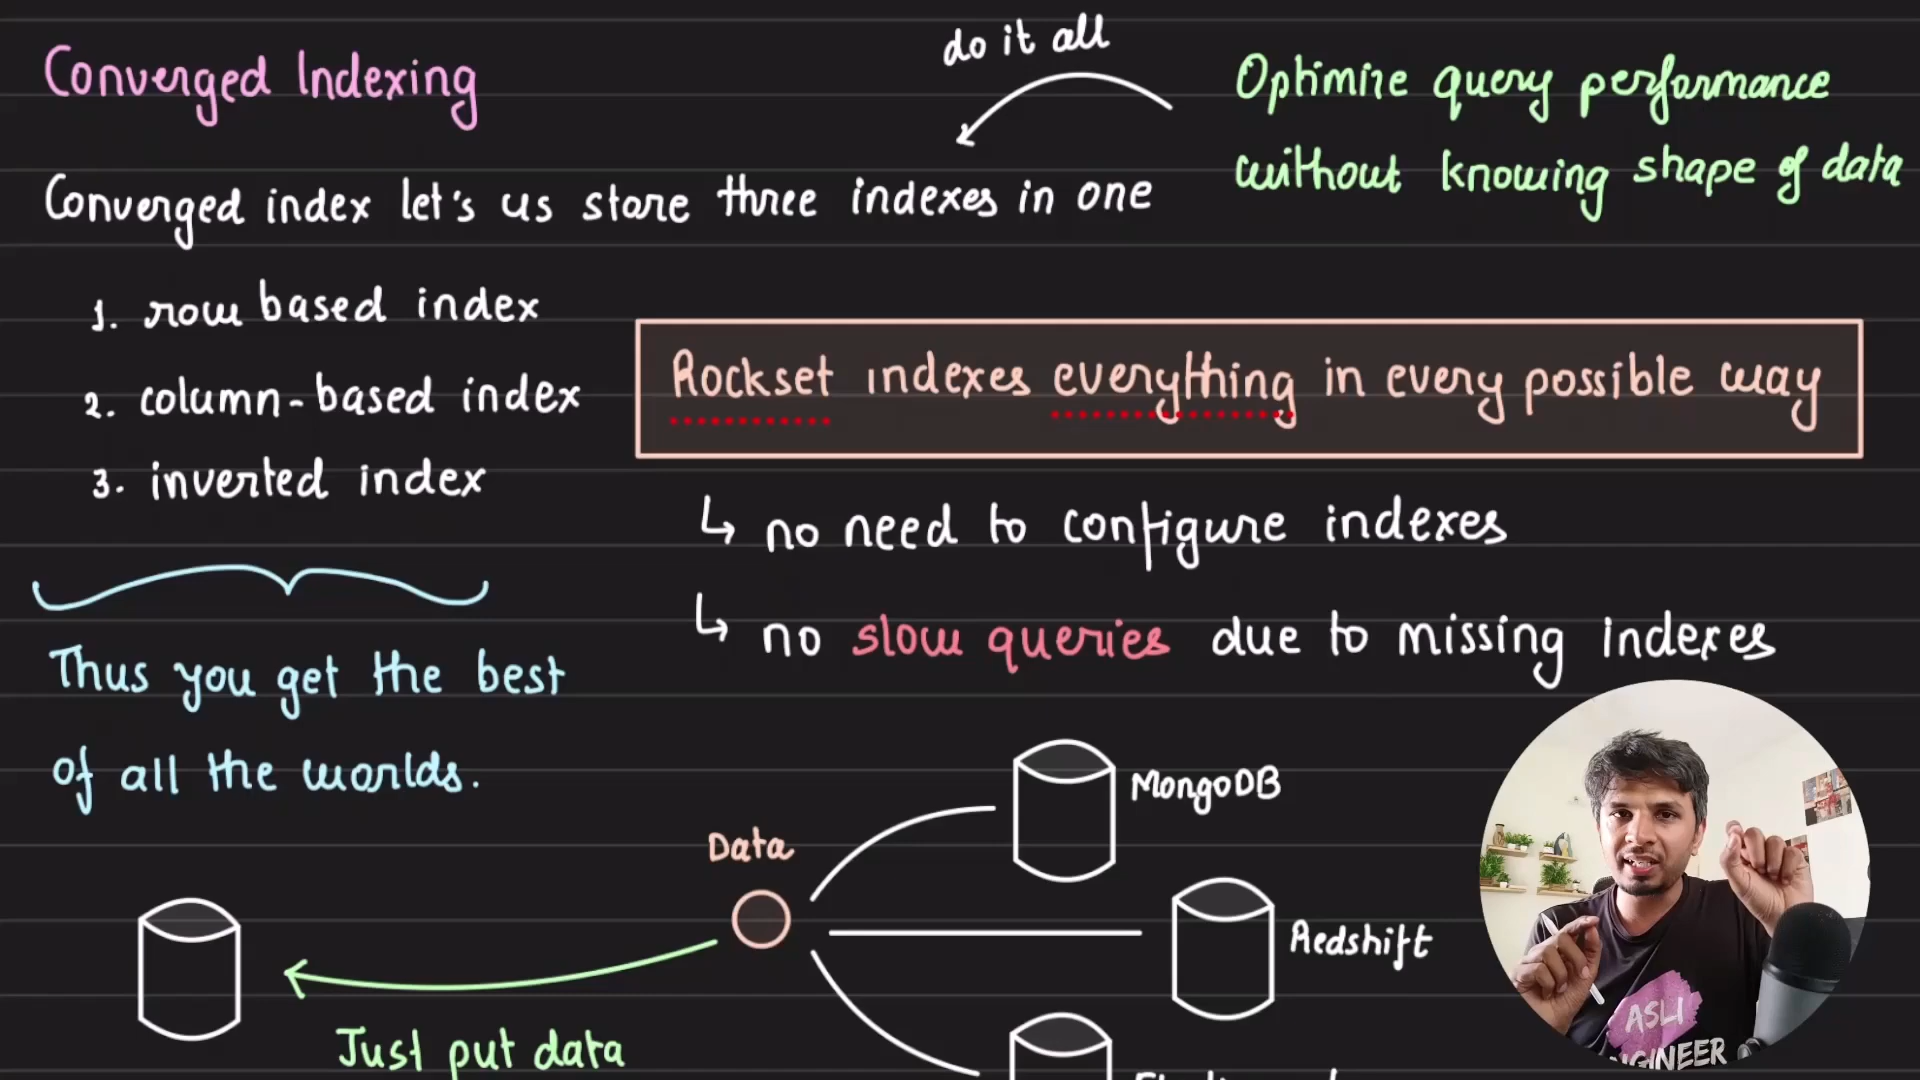 Converged Indexing
do it all
Optimize query performance
without knowing shape of data
Converged index let's us store three indexes in one
1. row based index
2. column-based index
3. inverted index
Rockset indexes everything in every possible way
↳ no need to configure indexes
↳ no slow queries due to missing indexes
Thus you get the best
of all the worlds.
MongoDB
Data
Redshift
Just put data
ASLI
ENGINEER